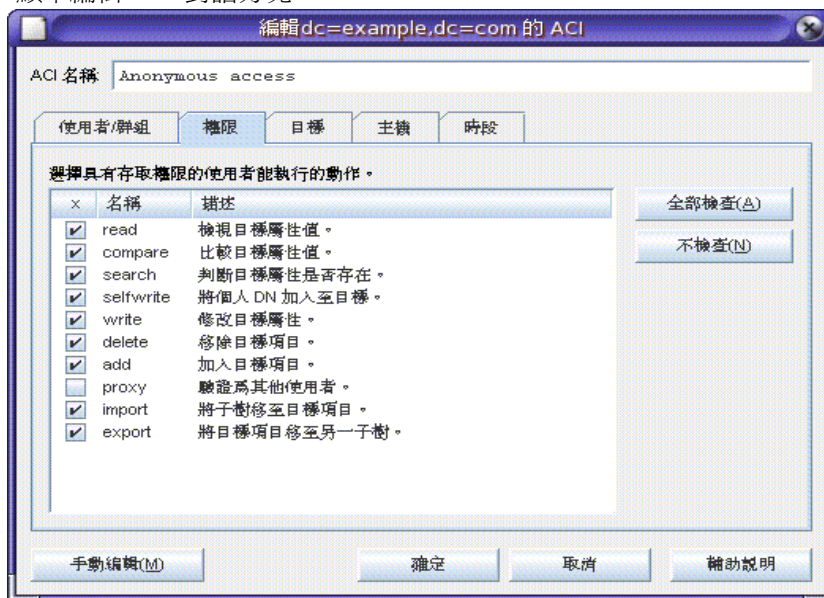 編輯dc=example,dc=com 的 ACI
ACI 名稱: Anonymous access
使用者/群組 權限 目標 主機 時段
選擇具有存取權限的使用者能執行的動作。
x 名稱 描述
read 檢視目標屬性值。
compare 比較目標屬性值。
search 判斷目標屬性是否存在。
selfwrite 將個人 DN 加入至目標。
write 修改目標屬性。
delete 移除目標項目。
add 加入目標項目。
proxy 驗證為其他使用者。
import 將子樹移至目標項目。
export 將目標項目移至另一子樹。
全部檢查(A)
不檢查(N)
手動編輯(M) 確定 取消 輔助說明